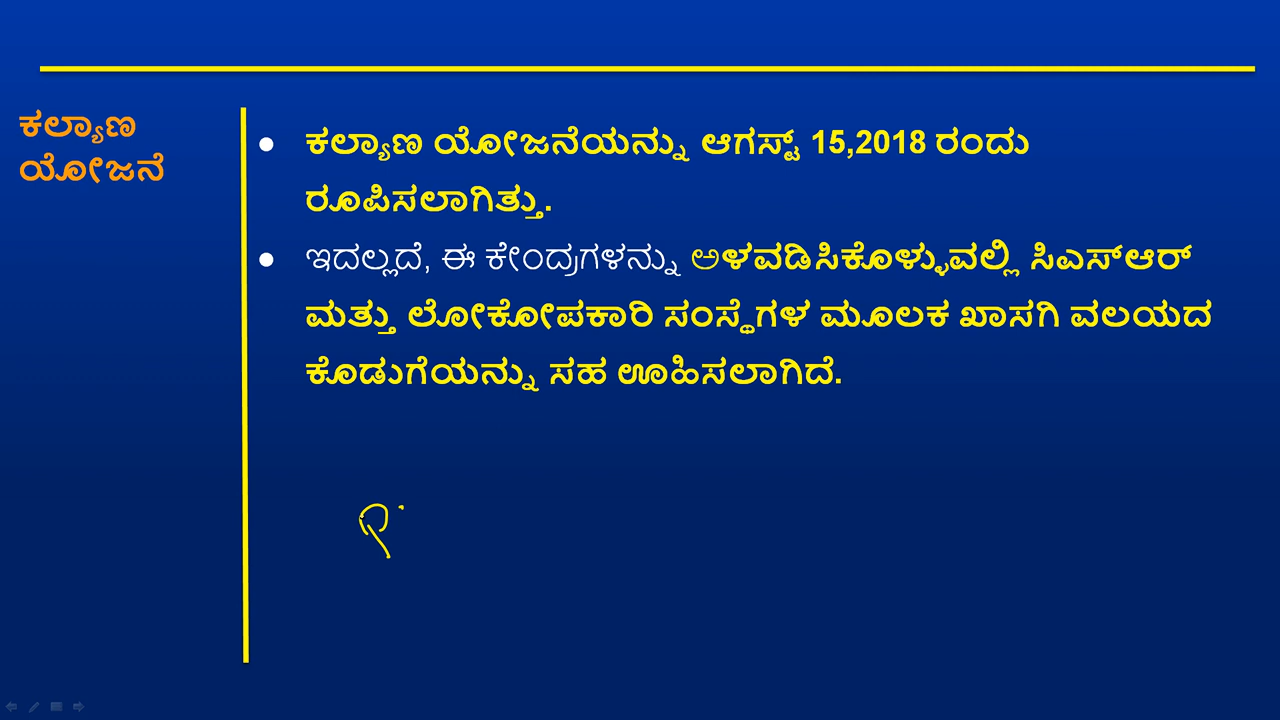 ಕಲ್ಯಾಣ
ಯೋಜನೆ
ಕಲ್ಯಾಣ ಯೋಜನೆಯನ್ನು ಆಗಸ್ಟ್ 15,2018 ರಂದು
ರೂಪಿಸಲಾಗಿತ್ತು.
ಇದಲ್ಲದೆ, ಈ ಕೇಂದ್ರಗಳನ್ನು ಅಳವಡಿಸಿಕೊಳ್ಳುವಲ್ಲಿ ಸಿಎಸ್ಆರ್
ಮತ್ತು ಲೋಕೋಪಕಾರಿ ಸಂಸ್ಥೆಗಳ ಮೂಲಕ ಖಾಸಗಿ ವಲಯದ
ಕೊಡುಗೆಯನ್ನು ಸಹ ಊಹಿಸಲಾಗಿದೆ.